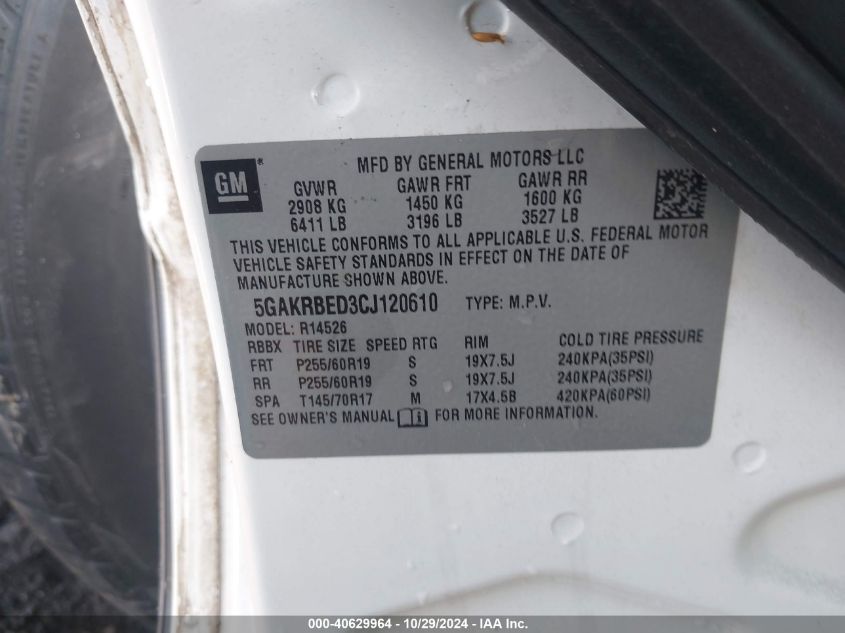 GM ® MFD BY GENERAL MOTORS LLC
GVWR GAWR FRT GAWR RR
2908 KG 1450 KG 1600 KG
6411 LB 3196 LB 3527 LB
THIS VEHICLE CONFORMS TO ALL APPLICABLE U.S. FEDERAL MOTOR
VEHICLE SAFETY STANDARDS IN EFFECT ON THE DATE OF
MANUFACTURE SHOWN ABOVE.
5GAKRBED3CJ120610 TYPE: M.P.V.
MODEL: R14526
RBBX TIRE SIZE SPEED RTG RIM COLD TIRE PRESSURE
FRT P255/60R19 S 19X7.5J 240KPA(35PSI)
RR P255/60R19 S 19X7.5J 240KPA(35PSI)
SPA T145/70R17 M 17X4.5B 420KPA(60PSI)
SEE OWNER'S MANUAL FOR MORE INFORMATION.
000-40629964 - 10/29/2024 - IAA Inc.